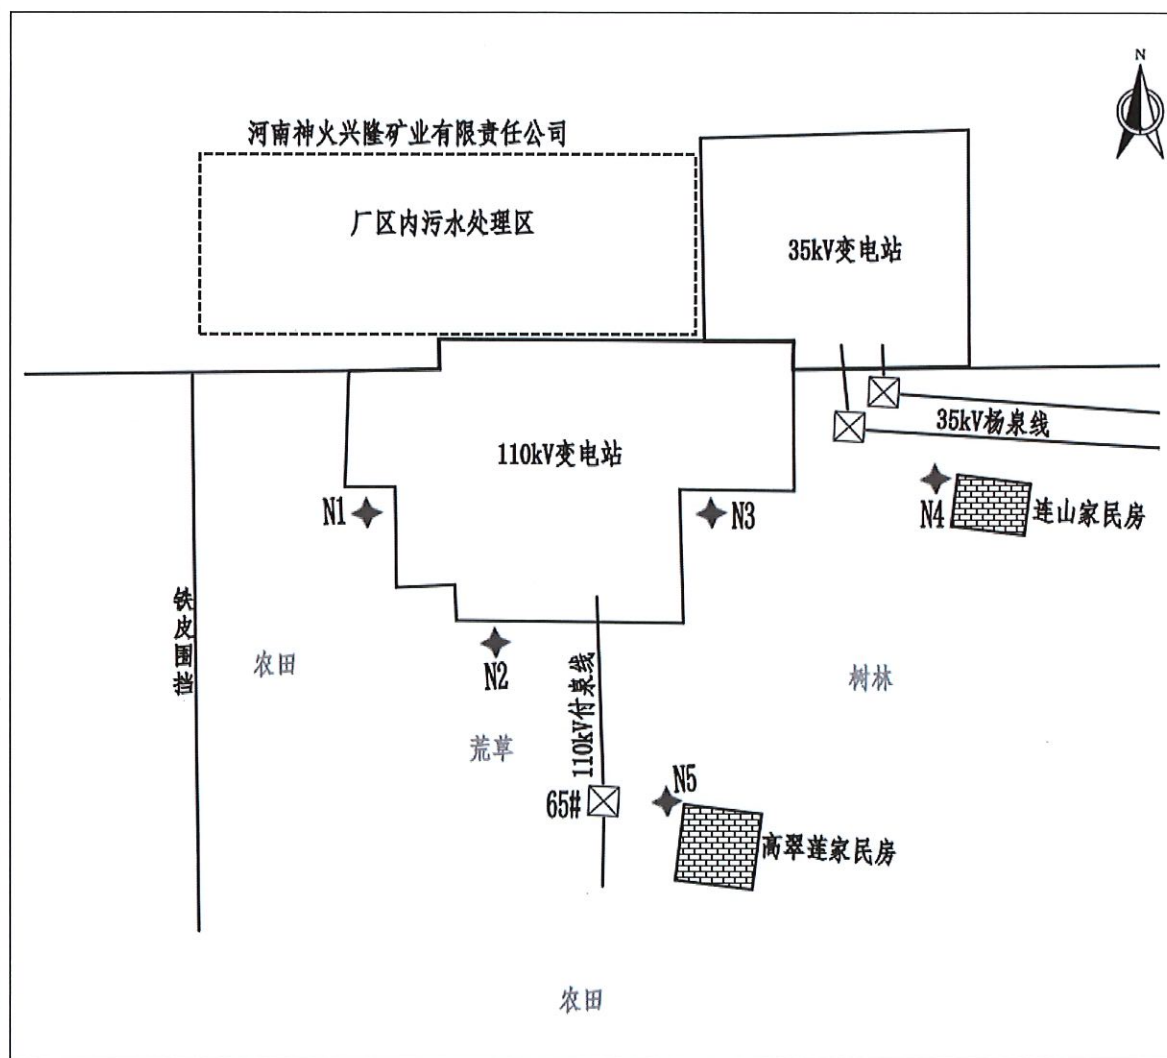 N
河南神火兴隆矿业有限责任公司
厂区内污水处理区
35kV变电站
35kV杨泉线
110kV变电站
N1
N3
N4
连山家民房
铁皮围挡
农田
N2
110kV付泉线
树林
荒草
N5
65#
高翠莲家民房
农田